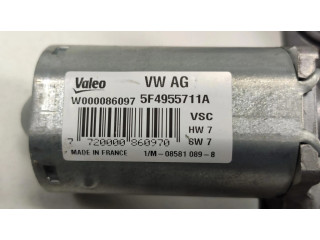 Valeo VW AG
W000086097 5F4955711A
VSC
HW 7
SW 7
7 720000 860970
MADE IN FRANCE 1/M - 08581 089 - B